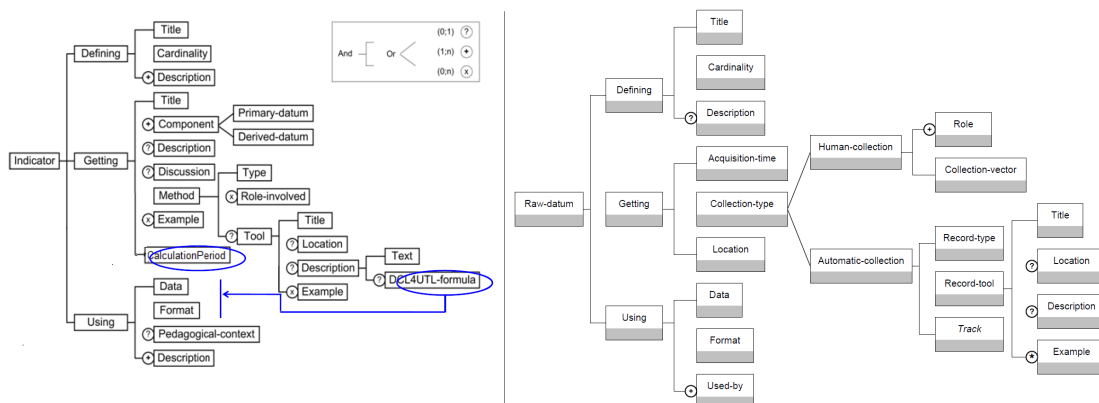 Title
Defining
Cardinality
+ Description
Title
+ Component
Primary-datum
Derived-datum
Indicator
Getting
? Description
? Discussion
Type
Method
x Role-involved
x Example
? Tool
Title
CalculationPeriod
? Location
? Description
Text
? DCL4UTL-formula
x Example
Data
Format
Using
? Pedagogical-context
+ Description
(0;1) ?
And
Or
(1;n) +
(0;n) x
Title
Cardinality
Defining
? Description
Acquisition-time
Raw-datum
Getting
Collection-type
Location
Human-collection
+ Role
Collection-vector
Automatic-collection
Record-type
Record-tool
Track
Title
? Location
? Description
* Example
Using
Data
Format
Used-by